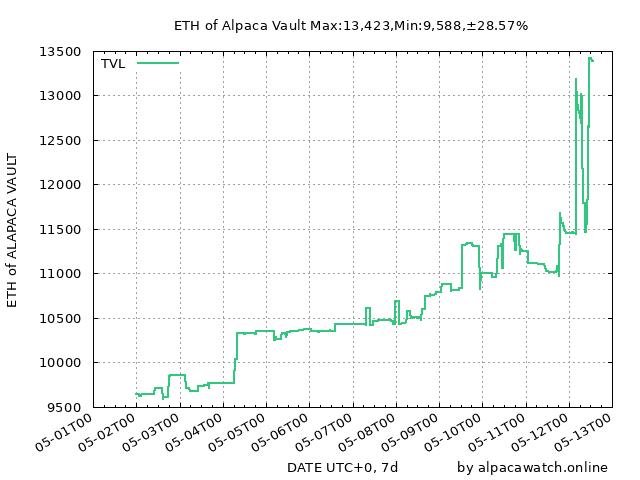 ETH of Alpaca Vault Max:13,423,Min:9,588,±28.57%
TVL
13500
13000
12500
12000
11500
11000
10500
10000
9500
ETH of ALAPACA VAULT
05-01T00
05-02T00
05-03T00
05-04T00
05-05T00
05-06T00
05-07T00
05-08T00
05-09T00
05-10T00
05-11T00
05-12T00
05-13T00
DATE UTC+0, 7d
by alpacawatch.online